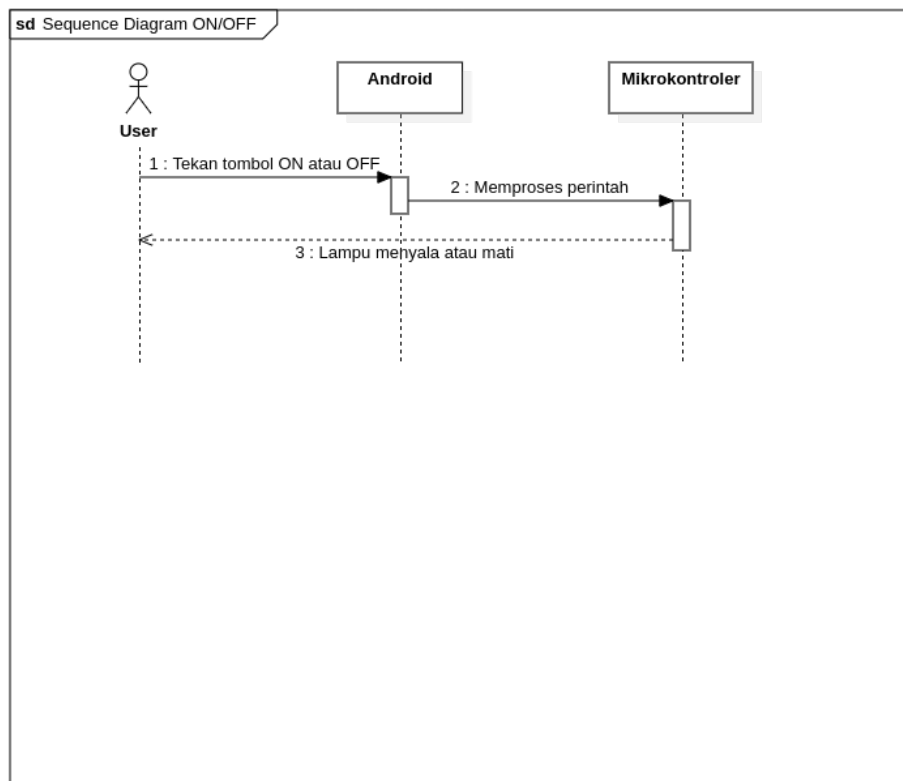 sd Sequence Diagram ON/OFF
User
Android
Mikrokontroler
1 : Tekan tombol ON atau OFF
2 : Memproses perintah
3 : Lampu menyala atau mati